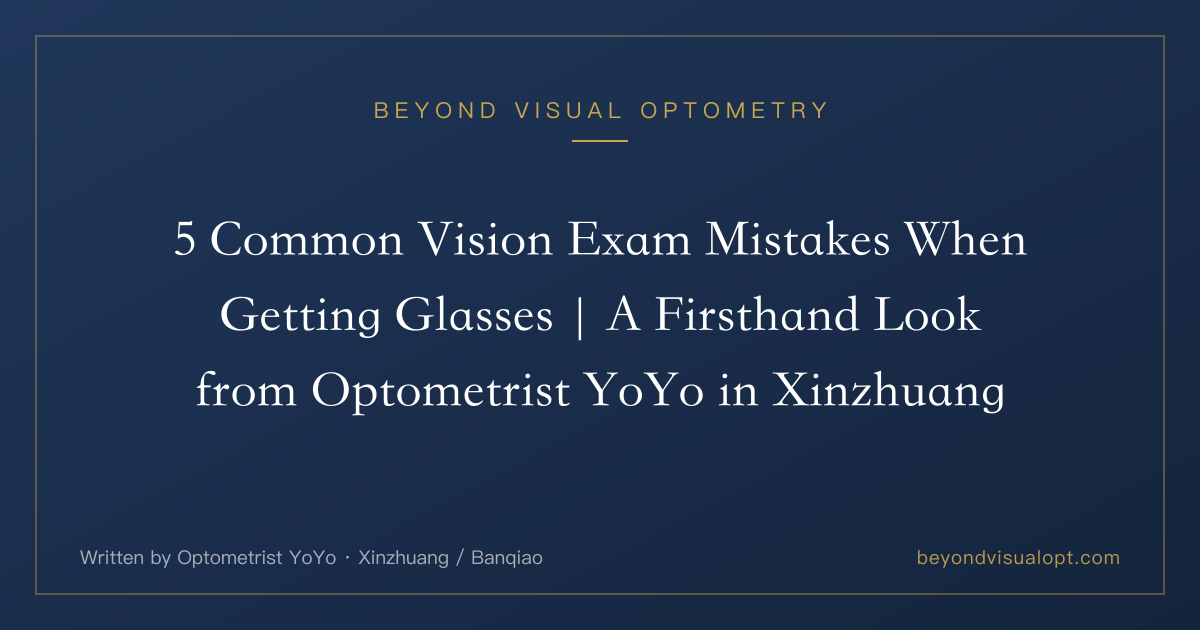 BEYOND VISUAL OPTOMETRY
5 Common Vision Exam Mistakes When
Getting Glasses | A Firsthand Look
from Optometrist YoYo in Xinzhuang
Written by Optometrist YoYo · Xinzhuang / Banqiao
beyondvisualopt.com